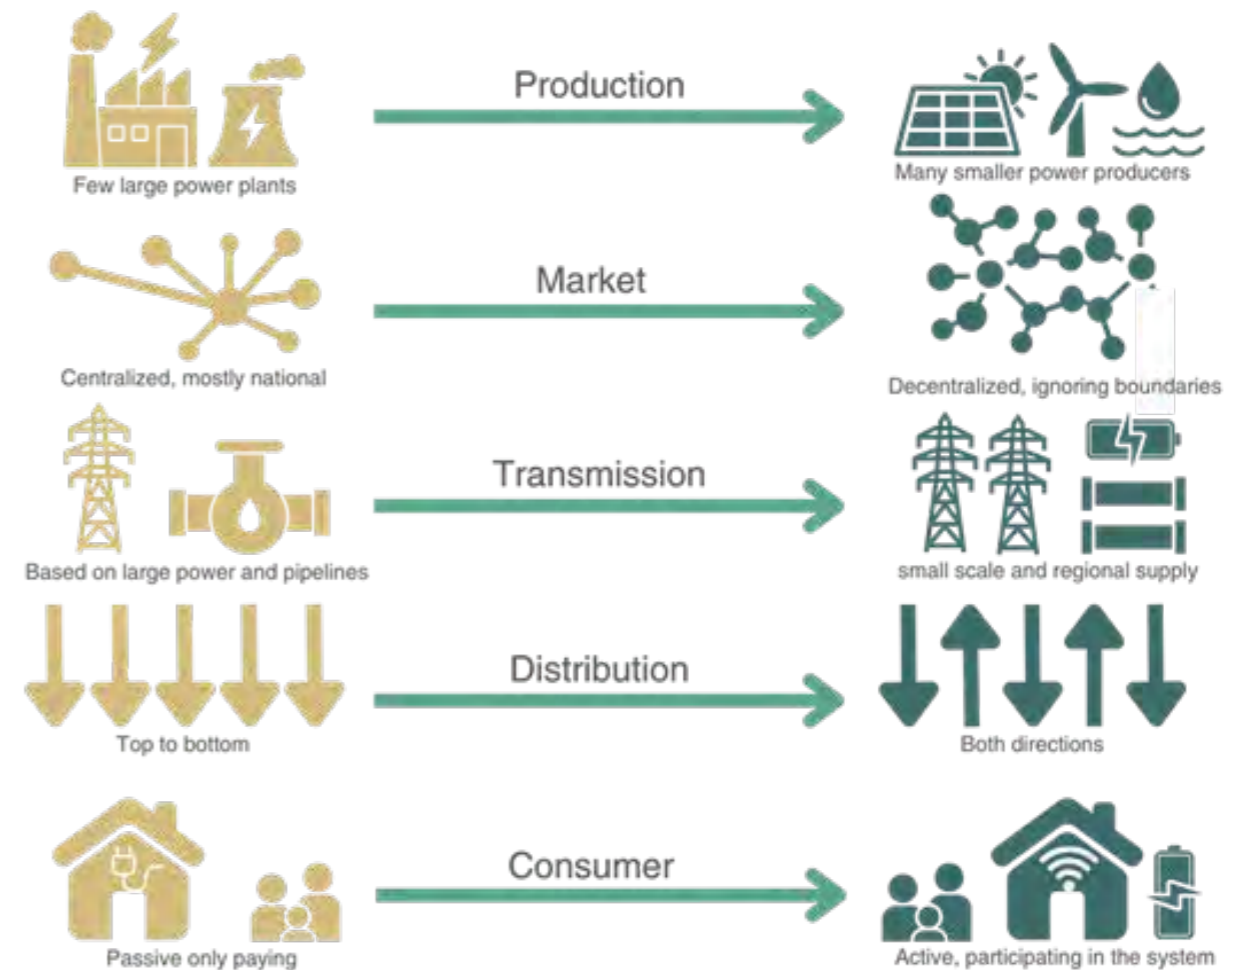 Production
Few large power plants
Many smaller power producers
Market
Centralized, mostly national
Decentralized, ignoring boundaries
Transmission
Based on large power and pipelines
small scale and regional supply
Distribution
Top to bottom
Both directions
Consumer
Passive only paying
Active, participating in the system